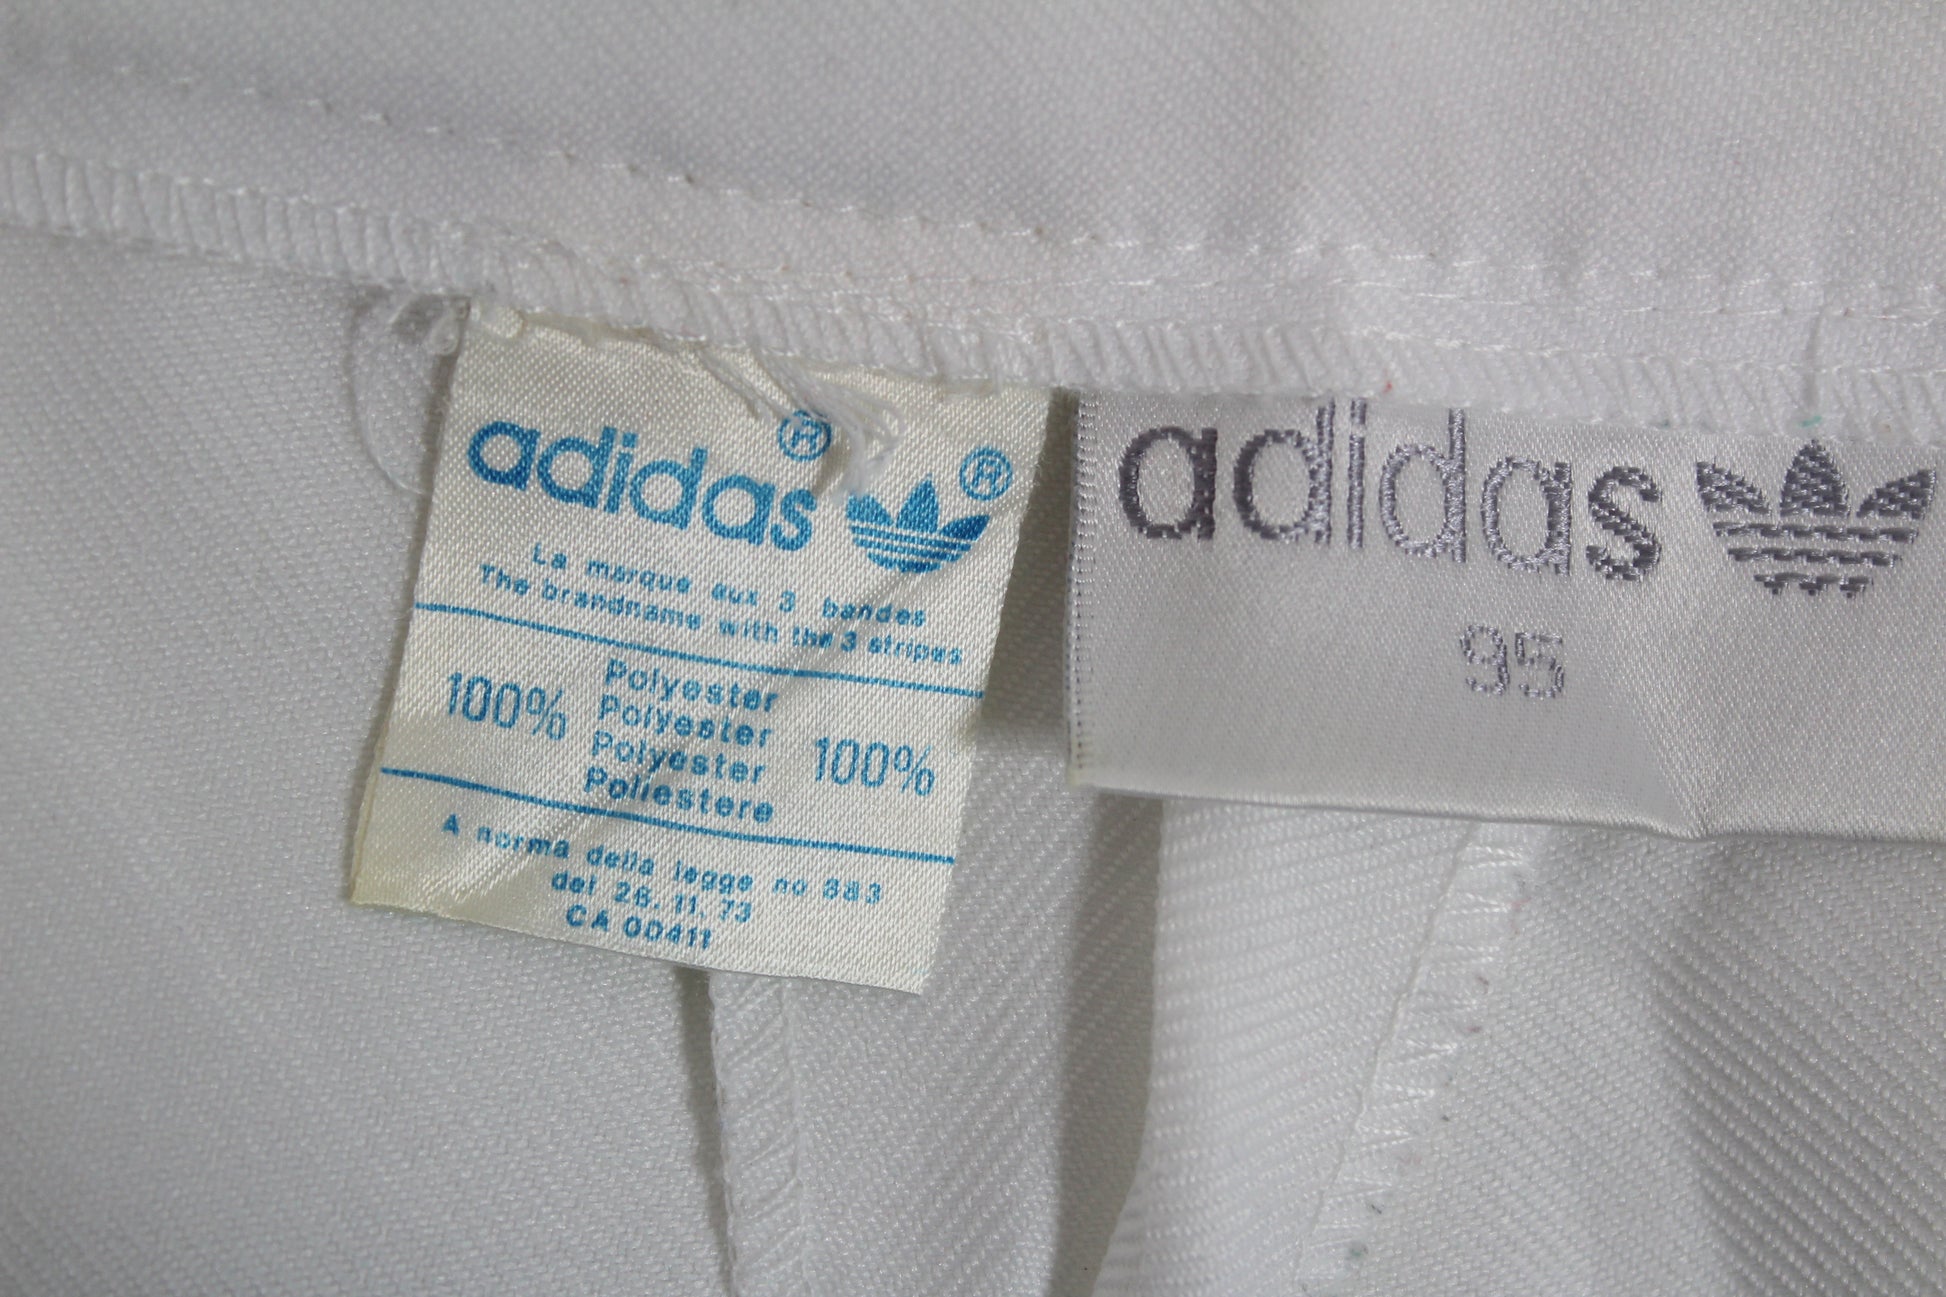 adidas® ®
La marque aux 3 bandes
The brandname with the 3 stripes
100% Polyester
Polyester
Polyester 100%
Poliestere
A norma della legge no 883
del 26. 11. 73
CA 00411
adidas
95